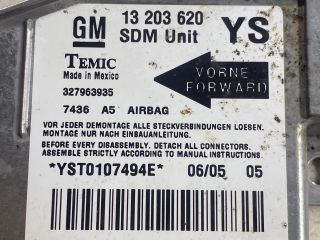 GM 13 203 620 YS
SDM Unit
TEMIC
Made in Mexico
VORNE
FORWARD
327963935
7436 A5 AIRBAG
VOR JEDER DEMONTAGE ALLE STECKVERBINDUNGEN LOESEN.
MONTAGE NUR NACH EINBAUANLEITUNG.
BEFORE EVERY DISASSEMBLY. DETACH ALL CONNECTORS.
ASSEMBLE STRICTLY ACCORDING TO MANUAL INSTRUCTIONS.
*YST0107494E* 06/05 05